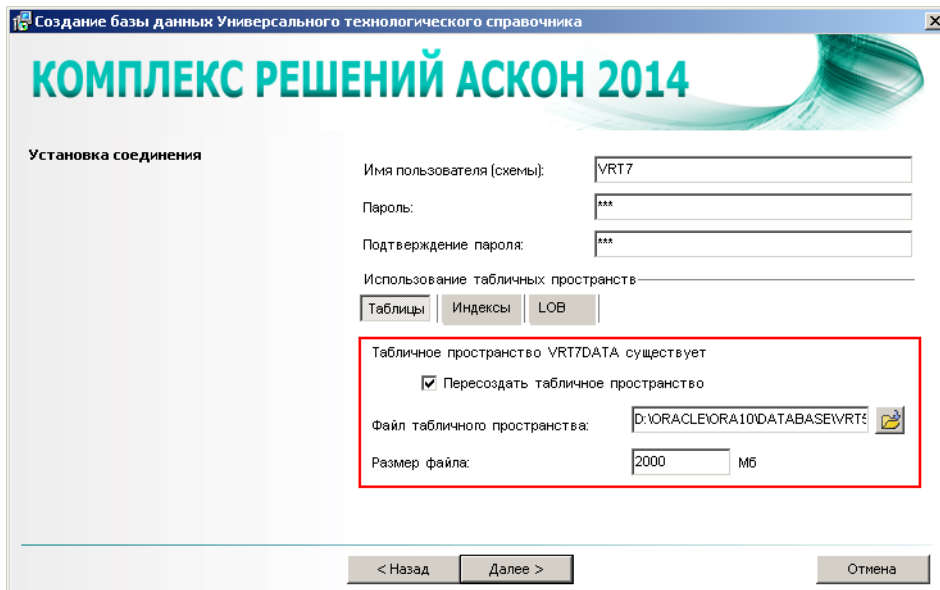 Создание базы данных Универсального технологического справочника
КОМПЛЕКС РЕШЕНИЙ АСКОН 2014
Установка соединения
Имя пользователя (схемы): VRT7
Пароль: ***
Подтверждение пароля: ***
Использование табличных пространств
Таблицы Индексы LOB
Табличное пространство VRT7DATA существует
Пересоздать табличное пространство
Файл табличного пространства: D:\ORACLE\ORA10\DATABASE\VRT5
Размер файла: 2000 Мб
< Назад Далее > Отмена